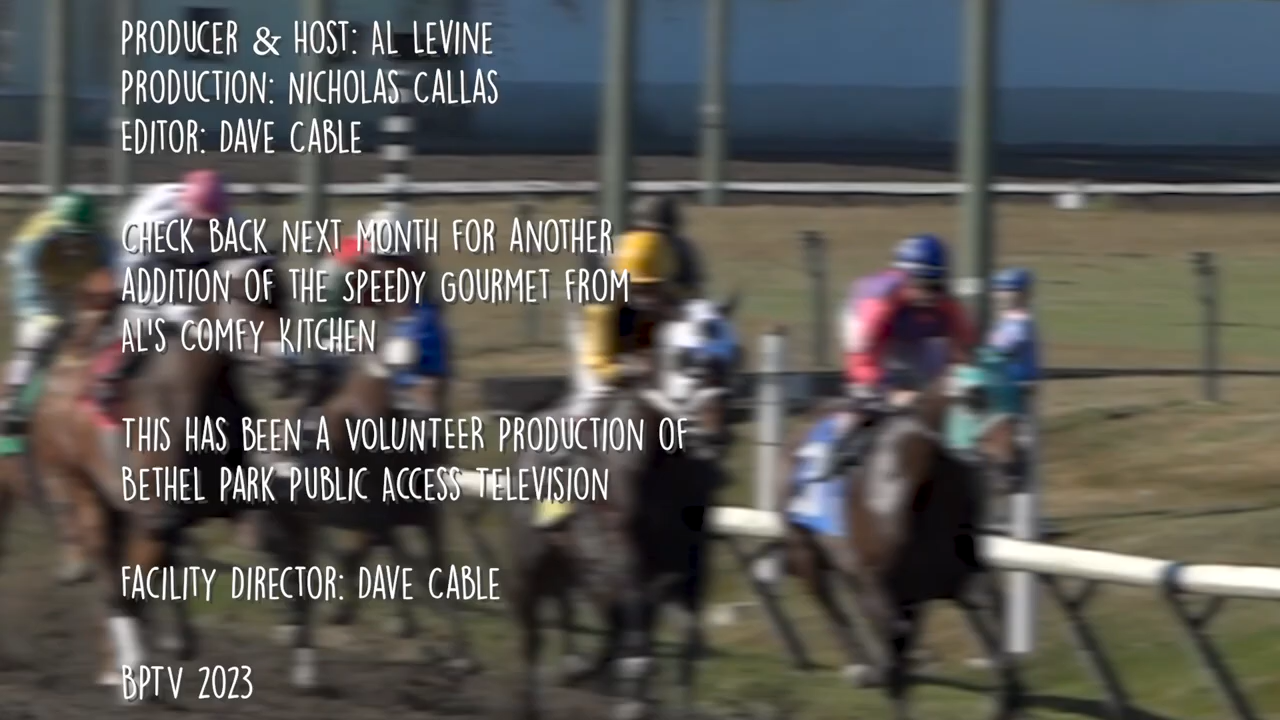 PRODUCER & HOST: AL LEVINE
PRODUCTION: NICHOLAS CALLAS
EDITOR: DAVE CABLE
CHECK BACK NEXT MONTH FOR ANOTHER
ADDITION OF THE SPEEDY GOURMET FROM
AL'S COMFY KITCHEN
THIS HAS BEEN A VOLUNTEER PRODUCTION OF
BETHEL PARK PUBLIC ACCESS TELEVISION
FACILITY DIRECTOR: DAVE CABLE
BPTV 2023